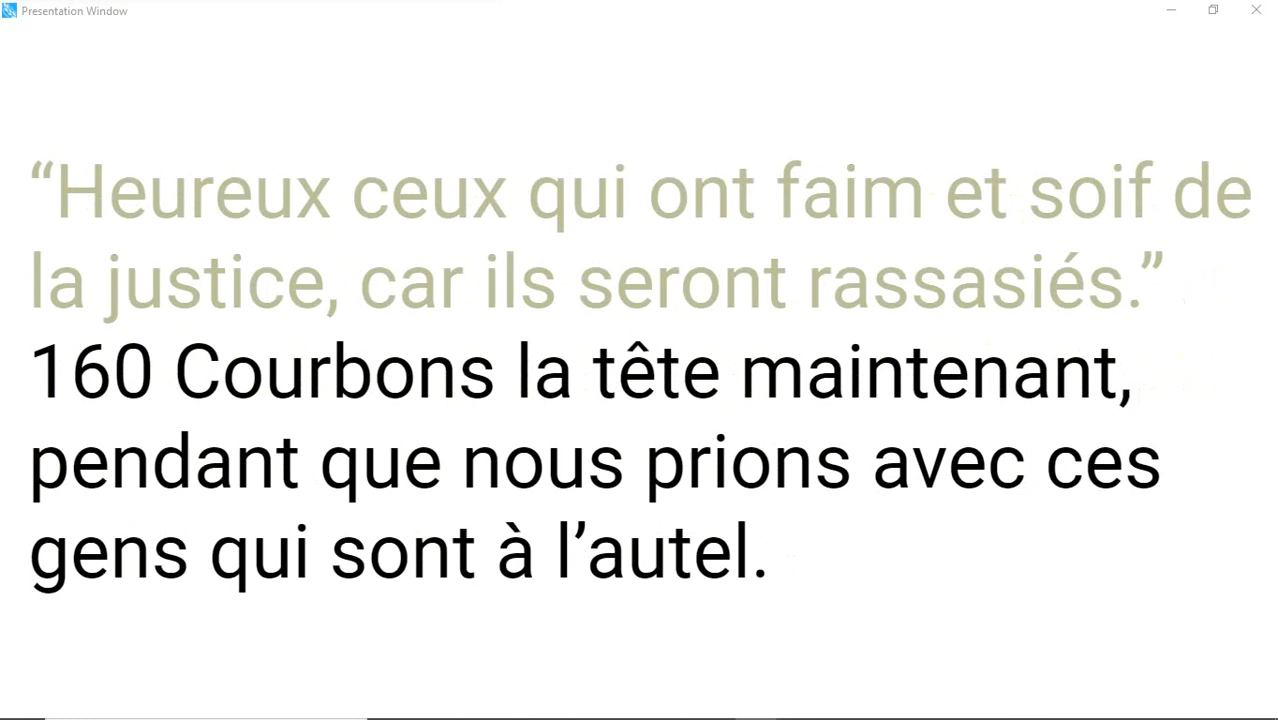 Presentation Window
“Heureux ceux qui ont faim et soif de
la justice, car ils seront rassasiés.”
160 Courbons la tête maintenant,
pendant que nous prions avec ces
gens qui sont à l’autel.